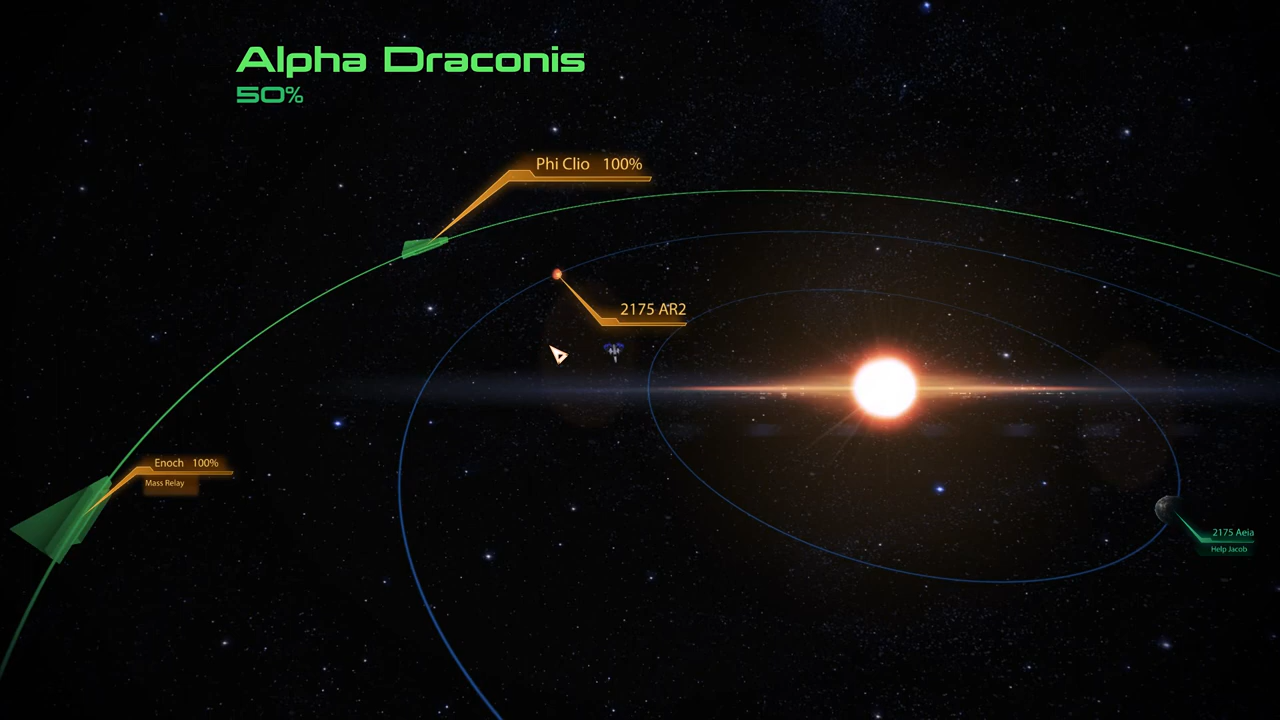 Alpha Draconis
50%
Phi Clio 100%
2175 AR2
Enoch 100%
Mass Relay
2175 Aeia
Help Jacob